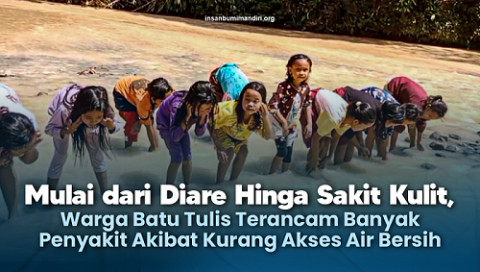 insanbumimandiri.org
Mulai dari Diare Hinga Sakit Kulit,
Warga Batu Tulis Terancam Banyak
Penyakit Akibat Kurang Akses Air Bersih